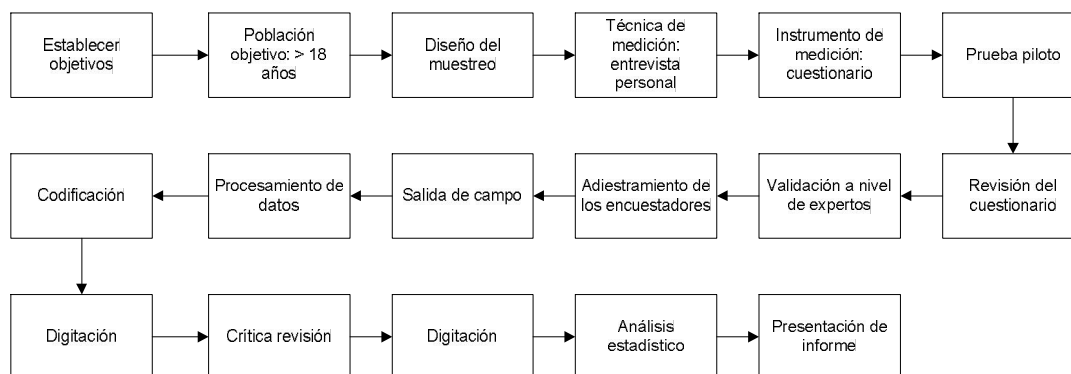 Establecer
objetivos
Población
objetivo: > 18
años
Diseño del
muestreo
Técnica de
medición:
entrevista
personal
Instrumento de
medición:
cuestionario
Prueba piloto
Codificación
Procesamiento de
datos
Salida de campo
Adiestramiento de
los encuestadores
Validación a nivel
de expertos
Revisión del
cuestionario
Digitación
Crítica revisión
Digitación
Análisis
estadístico
Presentación de
informe